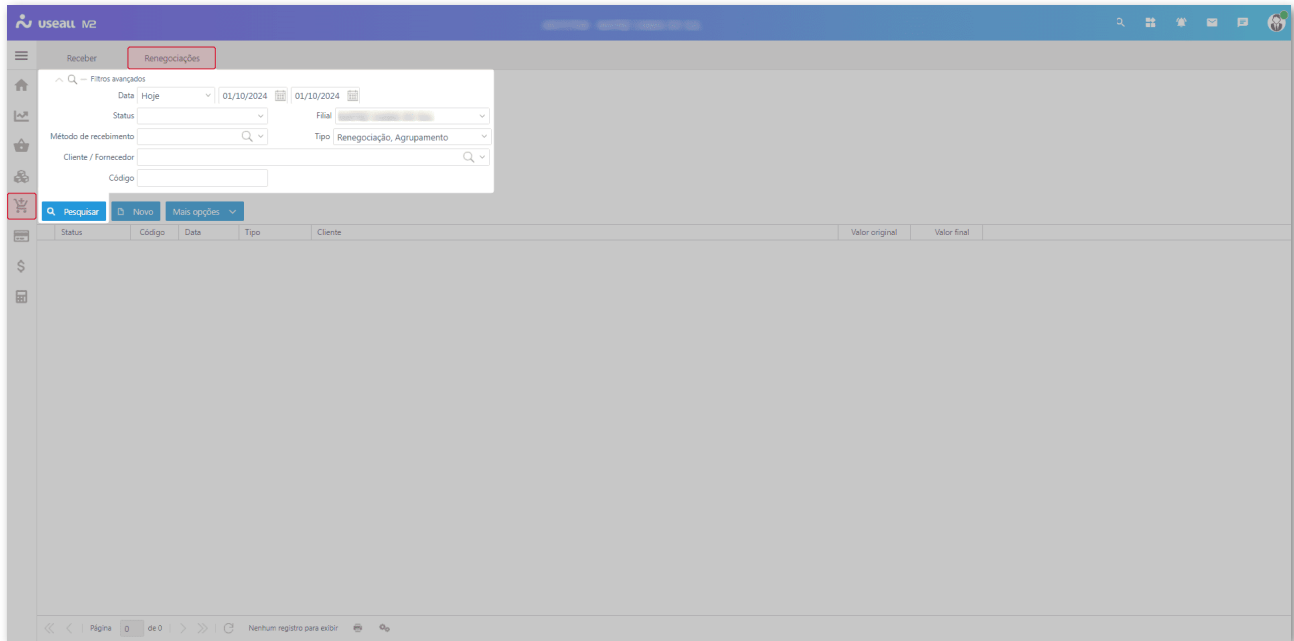 useall M2
Receber Renegociações
Filtros avançados
Data Hoje 01/10/2024 01/10/2024
Status Filial
Método de recebimento Tipo Renegociação, Agrupamento
Cliente / Fornecedor
Código
Pesquisar Novo Mais opções
Status Código Data Tipo Cliente Valor original Valor final
Página 0 de 0 Nenhum registro para exibir